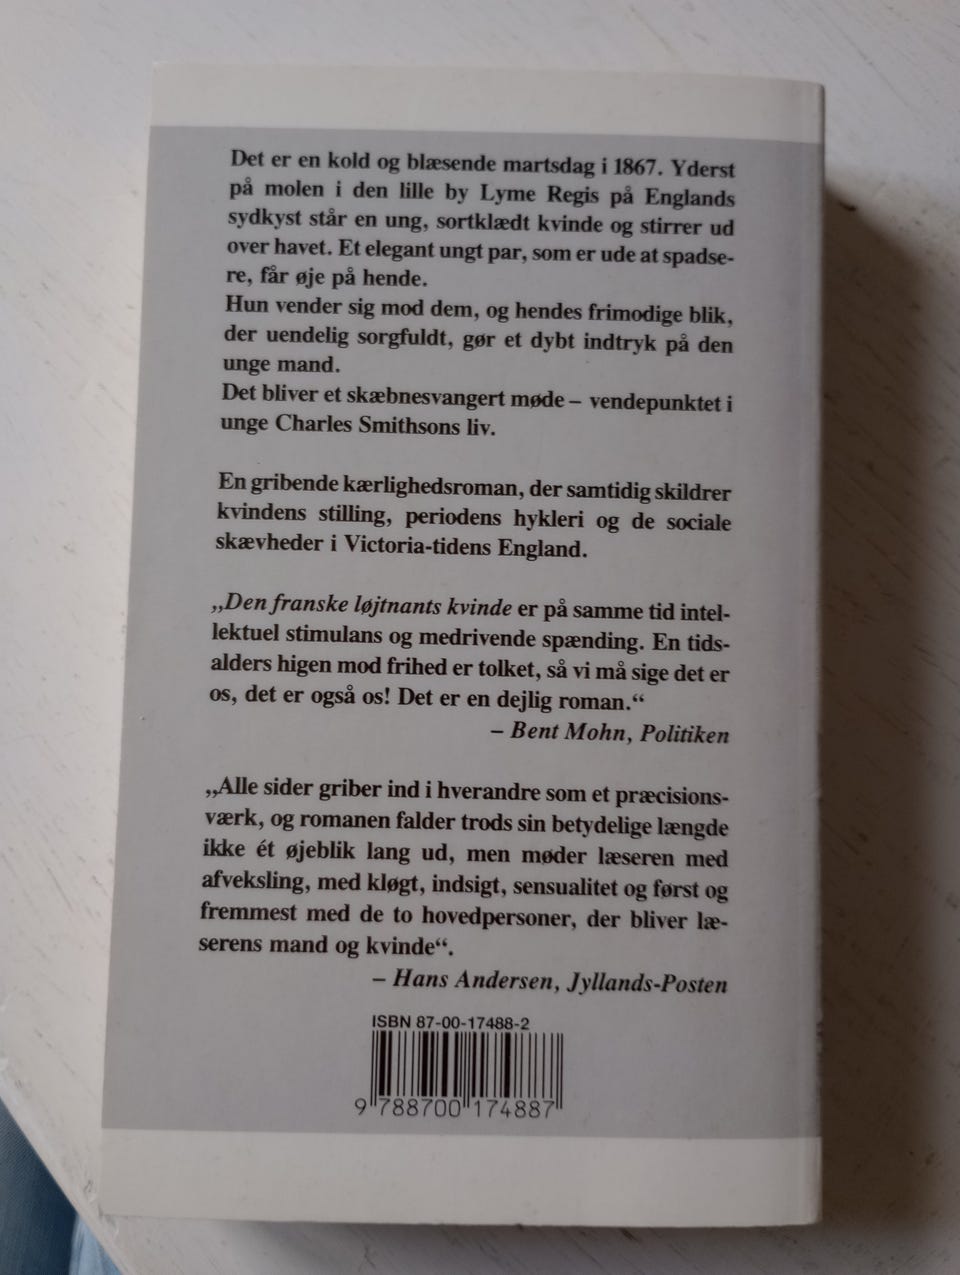 Det er en kold og blæsende martsdag i 1867. Yderst
på molen i den lille by Lyme Regis på Englands
sydkyst står en ung, sortklædt kvinde og stirrer ud
over havet. Et elegant ungt par, som er ude at spadse-
re, får øje på hende.
Hun vender sig mod dem, og hendes frimodige blik,
der uendelig sorgfuldt, gør et dybt indtryk på den
unge mand.
Det bliver et skæbnesvangert møde – vendepunktet i
unge Charles Smithsons liv.
En gribende kærlighedsroman, der samtidig skildrer
kvindens stilling, periodens hykleri og de sociale
skævheder i Victoria-tidens England.
„Den franske løjtnants kvinde er på samme tid intel-
lektuel stimulans og medrivende spænding. En tids-
alders higen mod frihed er tolket, så vi må sige det er
os, det er også os! Det er en dejlig roman.“
– Bent Mohn, Politiken
„Alle sider griber ind i hverandre som et præcisions-
værk, og romanen falder trods sin betydelige længde
ikke ét øjeblik lang ud, men møder læseren med
afveksling, med kløgt, indsigt, sensualitet og først og
fremmest med de to hovedpersoner, der bliver læ-
serens mand og kvinde“.
– Hans Andersen, Jyllands-Posten
ISBN 87-00-17488-2
9 788700 174887